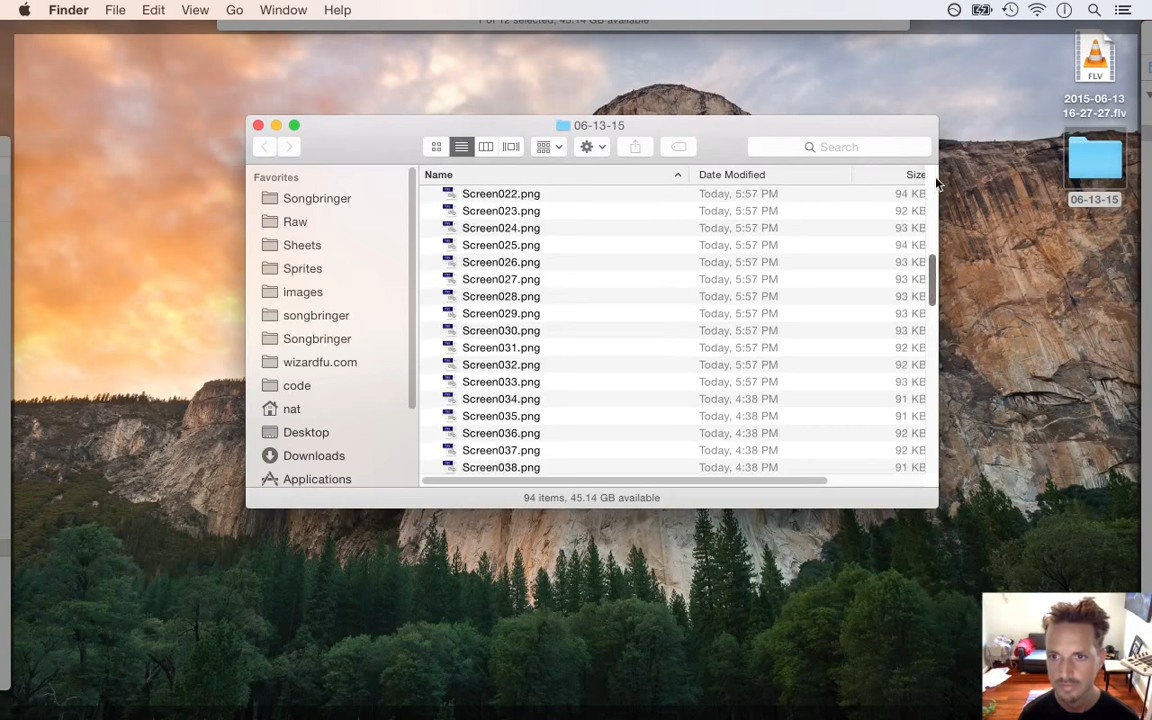 Finder File Edit View Go Window Help
1 of 12 selected, 45.14 GB available
FLV
2015-06-13
16-27-27.flv
06-13-15
06-13-15
Search
Favorites
Songbringer
Raw
Sheets
Sprites
images
songbringer
Songbringer
wizardfu.com
code
nat
Desktop
Downloads
Applications
Name Date Modified Size
Screen022.png Today, 5:57 PM 94 KB
Screen023.png Today, 5:57 PM 92 KB
Screen024.png Today, 5:57 PM 93 KB
Screen025.png Today, 5:57 PM 94 KB
Screen026.png Today, 5:57 PM 93 KB
Screen027.png Today, 5:57 PM 93 KB
Screen028.png Today, 5:57 PM 93 KB
Screen029.png Today, 5:57 PM 93 KB
Screen030.png Today, 5:57 PM 93 KB
Screen031.png Today, 5:57 PM 92 KB
Screen032.png Today, 5:57 PM 92 KB
Screen033.png Today, 5:57 PM 93 KB
Screen034.png Today, 4:38 PM 91 KB
Screen035.png Today, 4:38 PM 91 KB
Screen036.png Today, 4:38 PM 92 KB
Screen037.png Today, 4:38 PM 92 KB
Screen038.png Today, 4:38 PM 91 KB
94 items, 45.14 GB available